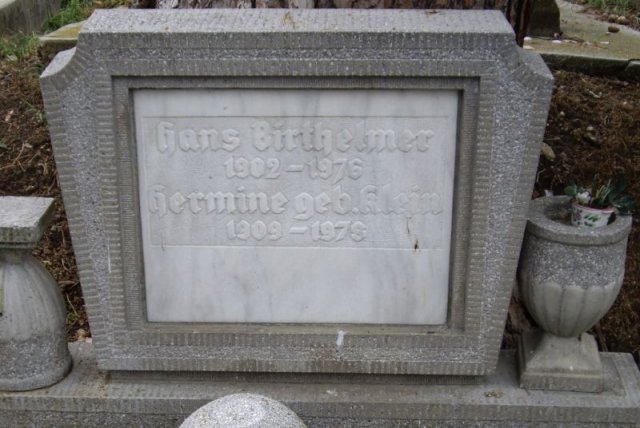 Hans Birthelmer
1902 – 1976
Hermine geb. Klein
1909 – 1978